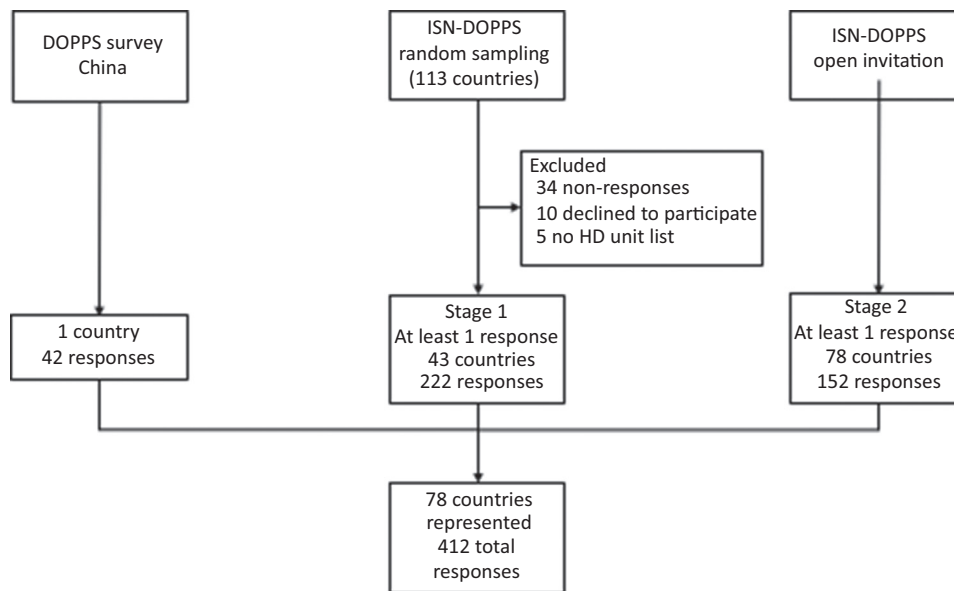 DOPPS survey
China
ISN-DOPPS
random sampling
(113 countries)
ISN-DOPPS
open invitation
Excluded
34 non-responses
10 declined to participate
5 no HD unit list
1 country
42 responses
Stage 1
At least 1 response
43 countries
222 responses
Stage 2
At least 1 response
78 countries
152 responses
78 countries
represented
412 total
responses